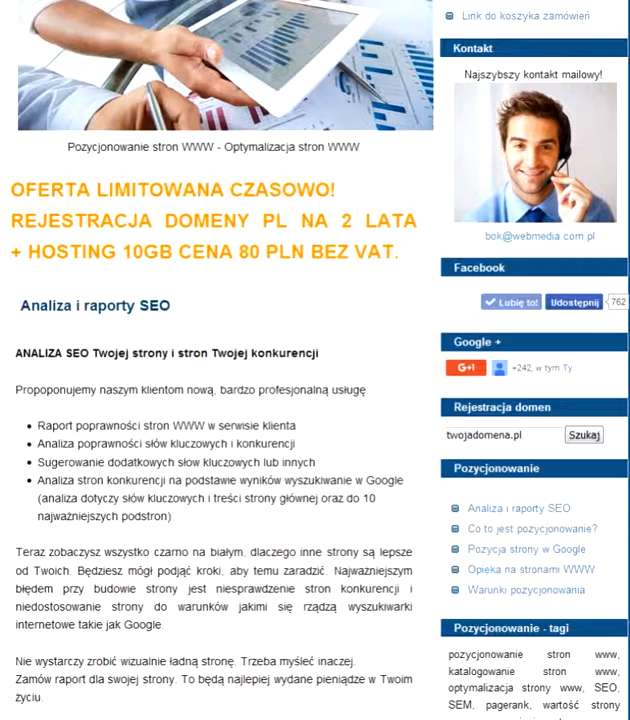 Pozycjonowanie stron WWW - Optymalizacja stron WWW
OFERTA LIMITOWANA CZASOWO!
REJESTRACJA DOMENY PL NA 2 LATA
+ HOSTING 10GB CENA 80 PLN BEZ VAT.
Analiza i raporty SEO
ANALIZA SEO Twojej strony i stron Twojej konkurencji
Propoponujemy naszym klientom nową, bardzo profesjonalną usługę:
Raport poprawności stron WWW w serwisie klienta
Analiza poprawności słów kluczowych i konkurencji
Sugerowanie dodatkowych słow kluczowych lub innych
Analiza stron konkurencji na podstawie wyników wyszukiwanie w Google
(analiza dotyczy słów kluczowych i treści strony głównej oraz do 10
najważniejszych podstron)
Teraz zobaczysz wszystko czarno na białym, dlaczego inne strony są lepsze
od Twoich. Będziesz mógł podjąć kroki, aby temu zaradzić. Najważniejszym
błędem przy budowie strony jest niesprawdzenie stron konkurencji i
niedostosowanie strony do warunków jakimi się rządzą wyszukiwarki
internetowe takie jak Google.
Nie wystarczy zrobić wizualnie ładną stronę. Trzeba myśleć inaczej.
Zamów raport dla swojej strony. To będą najlepiej wydane pieniądze w Twoim
życiu.
Link do koszyka zamówień
Kontakt
Najszybszy kontakt mailowy!
bok@webmedia.com.pl
Facebook
Lubię to! Udostępnij 762
Google +
G+1 +242, w tym Ty
Rejestracja domen
twojadomena.pl Szukaj
Pozycjonowanie
Analiza i raporty SEO
Co to jest pozycjonowanie?
Pozycja strony w Google
Opieka na stronami WWW
Warunki pozycjonowania
Pozycjonowanie - tagi
pozycjonowanie stron www,
katalogowanie stron www,
optymalizacja strony www, SEO,
SEM, pagerank, wartość strony